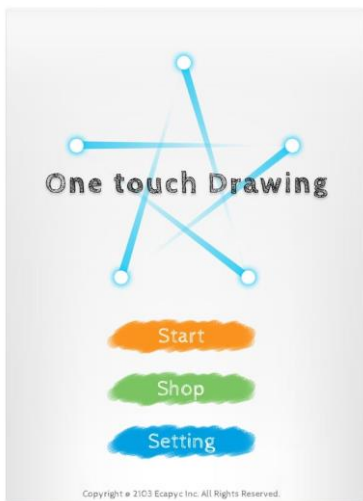 One touch Drawing
Start
Shop
Setting
Copyright ⌀ 2103 Ecapyc Inc. All Rights Reserved.